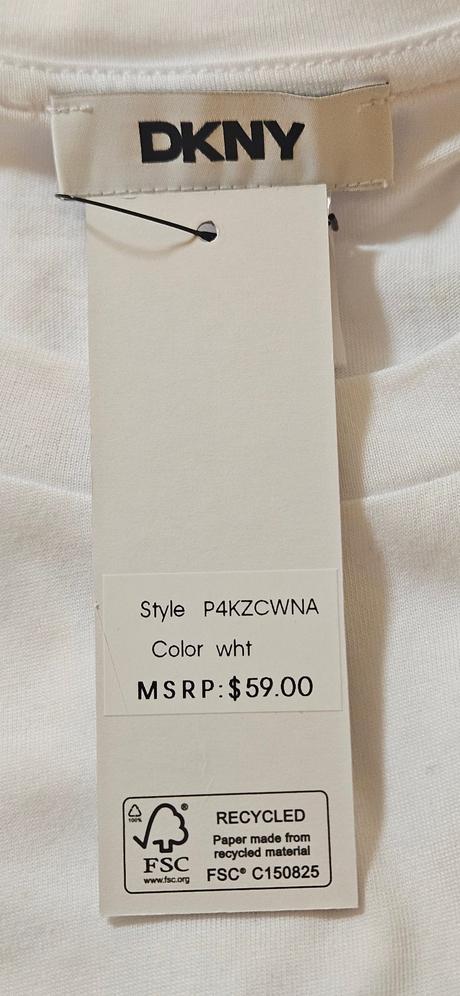 DKNY
Style P4KZCWNA
Color wht
MSRP:$59.00
100%
®
FSC
www.fsc.org
RECYCLED
Paper made from
recycled material
FSC® C150825